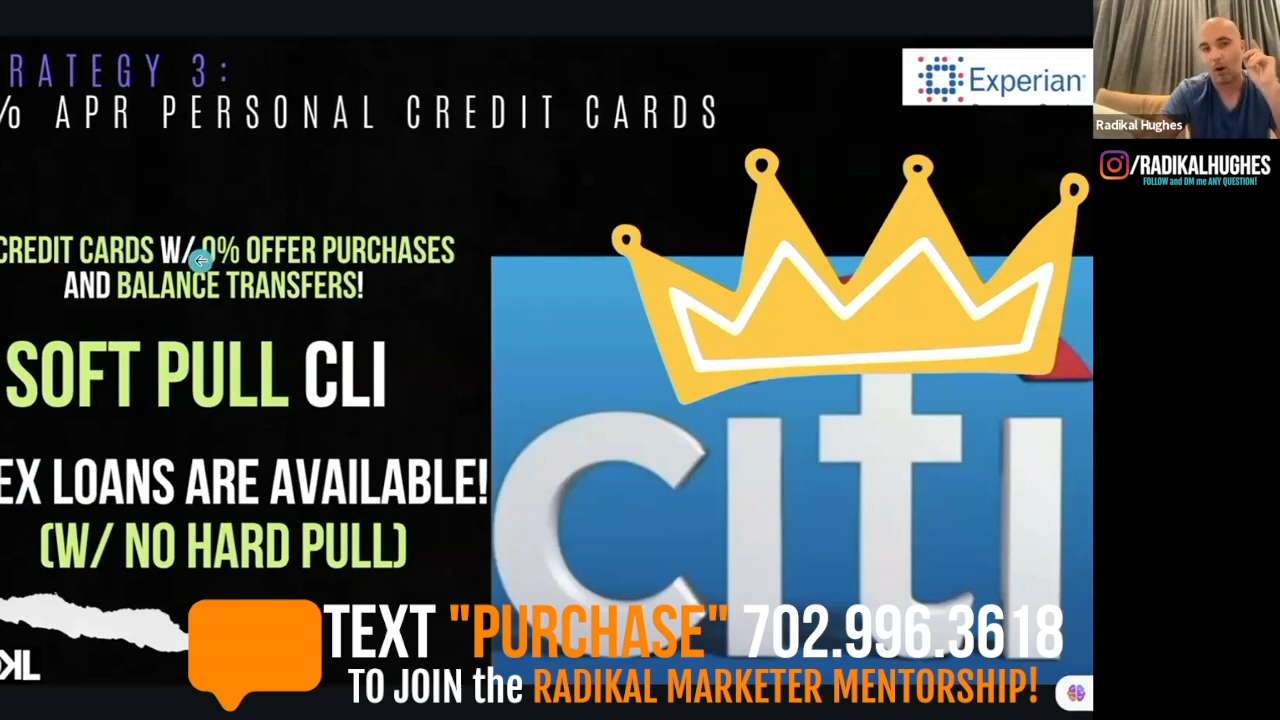 RATEGY 3:
% APR PERSONAL CREDIT CARDS
Experian
Radikal Hughes
/RADIKALHUGHES
FOLLOW and DM me ANY QUESTION!
CREDIT CARDS W/ 0% OFFER PURCHASES
AND BALANCE TRANSFERS!
SOFT PULL CLI
EX LOANS ARE AVAILABLE!
(W/ NO HARD PULL)
citi
TEXT "PURCHASE" 702.996.3618
TO JOIN the RADIKAL MARKETER MENTORSHIP!
KL